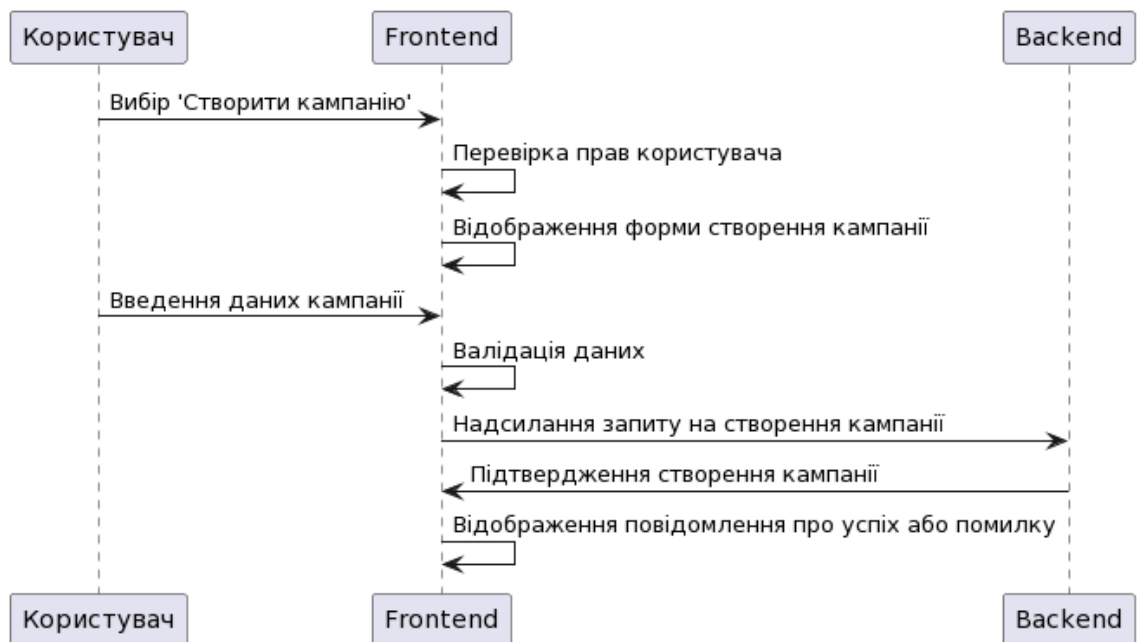 Користувач Frontend Backend
Вибір 'Створити кампанію'
Перевірка прав користувача
Відображення форми створення кампанії
Введення даних кампанії
Валідація даних
Надсилання запиту на створення кампанії
Підтвердження створення кампанії
Відображення повідомлення про успіх або помилку
Користувач Frontend Backend